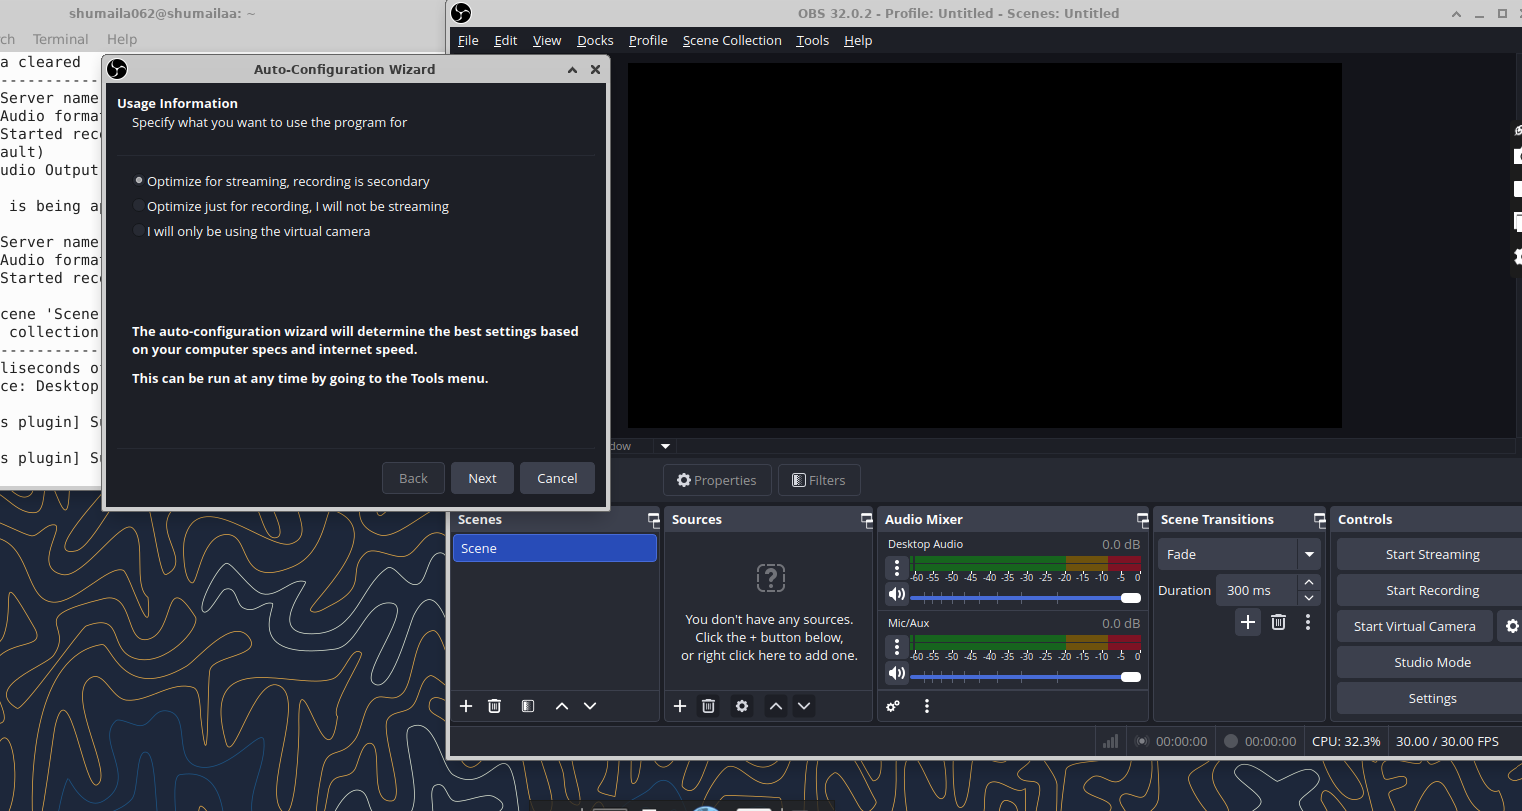 shumaila062@shumailaa: ~
ch Terminal Help
a cleared
------------
Server name
Audio forma
Started rec
ault)
udio Output
is being ap
Server name
Audio forma
Started rec
cene 'Scene
collection
------------
liseconds o
ce: Desktop
s plugin] S
s plugin] S
OBS 32.0.2 - Profile: Untitled - Scenes: Untitled
File Edit View Docks Profile Scene Collection Tools Help
Auto-Configuration Wizard
Usage Information
Specify what you want to use the program for
Optimize for streaming, recording is secondary
Optimize just for recording, I will not be streaming
I will only be using the virtual camera
The auto-configuration wizard will determine the best settings based
on your computer specs and internet speed.
This can be run at any time by going to the Tools menu.
Back Next Cancel
dow
Properties Filters
Scenes
Scene
Sources
You don't have any sources.
Click the + button below,
or right click here to add one.
Audio Mixer
Desktop Audio 0.0 dB
-60 -55 -50 -45 -40 -35 -30 -25 -20 -15 -10 -5 0
Mic/Aux 0.0 dB
-60 -55 -50 -45 -40 -35 -30 -25 -20 -15 -10 -5 0
Scene Transitions
Fade
Duration 300 ms
Controls
Start Streaming
Start Recording
Start Virtual Camera
Studio Mode
Settings
00:00:00 00:00:00 CPU: 32.3% 30.00 / 30.00 FPS